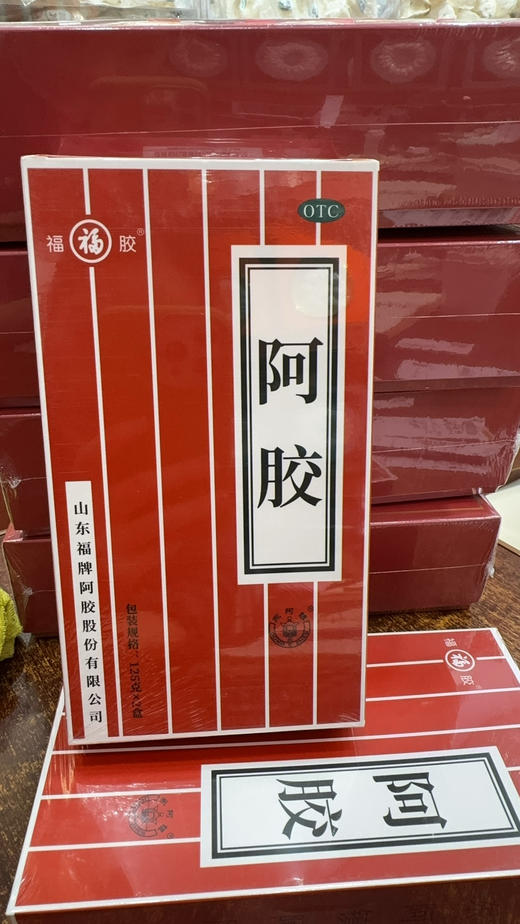 福 福 胶®
OTC
阿胶
山东福牌阿胶股份有限公司
福 福 胶
阿胶